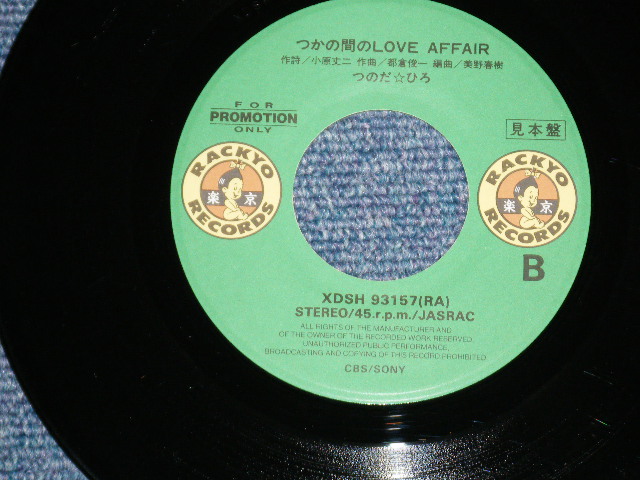 つかの間のLOVE AFFAIR
作詩／小原丈二 作曲／都倉俊一 編曲／美野春樹
つのだ☆ひろ
FOR
PROMOTION
ONLY
見本盤
RACKYO
楽 京
RECORDS
RACKYO
楽 京
RECORDS
B
XDSH 93157(RA)
STEREO/45.r.p.m./JASRAC
ALL RIGHTS OF THE MANUFACTURER AND
OF THE OWNER OF THE RECORDED WORK RESERVED.
UNAUTHORIZED PUBLIC PERFORMANCE,
BROADCASTING AND COPYING OF THIS RECORD PROHIBITED.
CBS/SONY